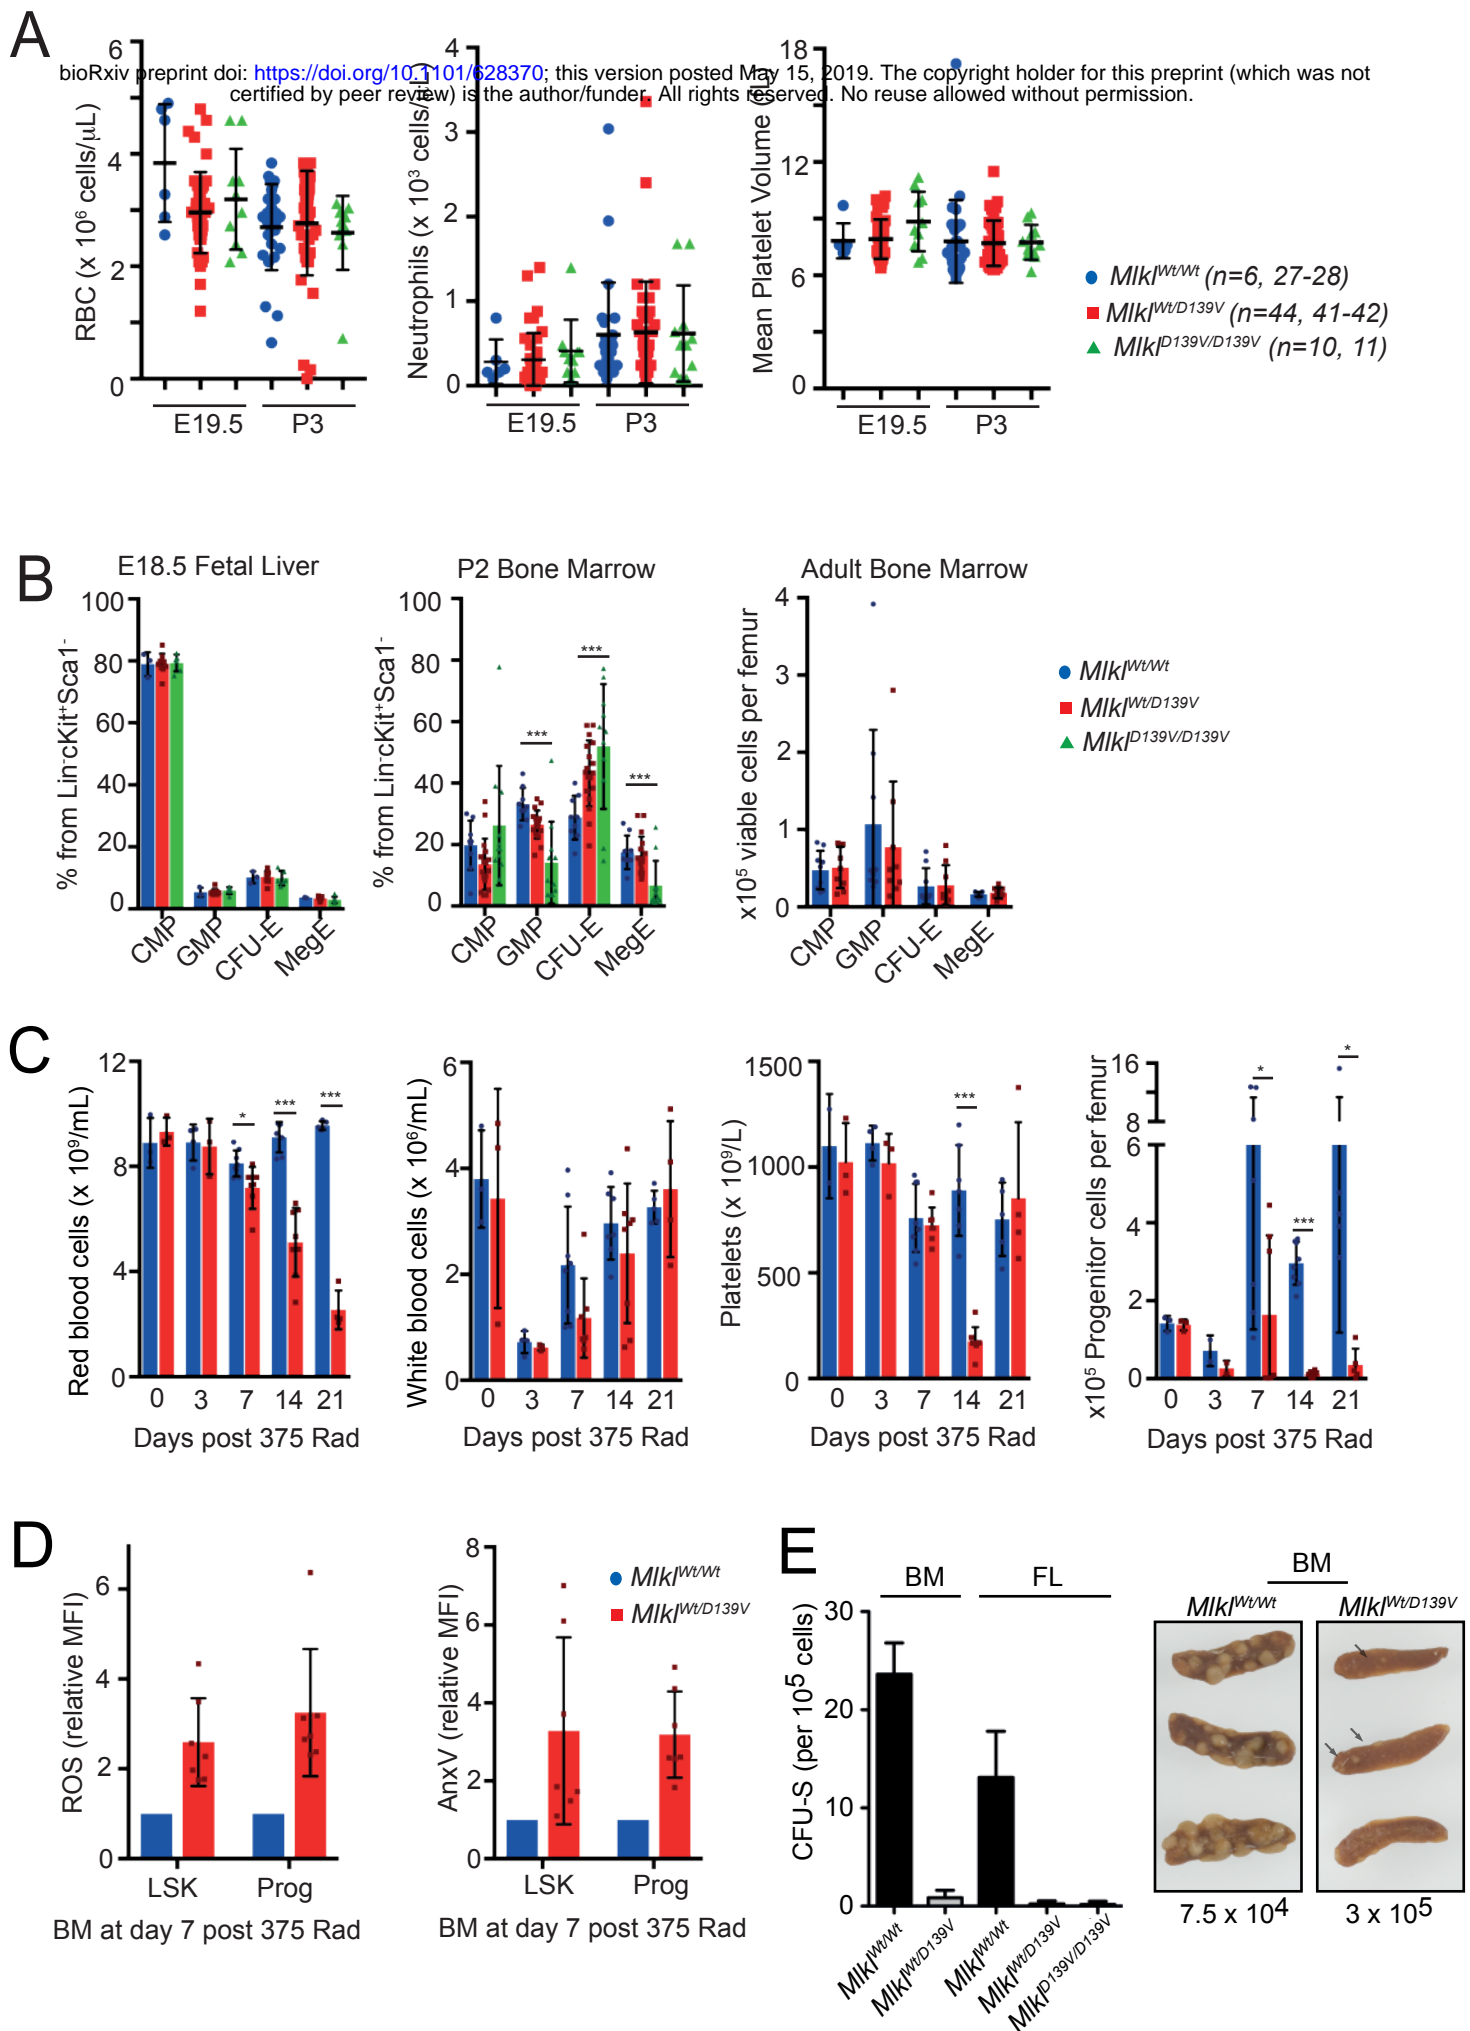 A
bioRxiv preprint doi: https://doi.org/10.1101/628370; this version posted May 15, 2019. The copyright holder for this preprint (which was not
certified by peer review) is the author/funder. All rights reserved. No reuse allowed without permission.
RBC (x 10⁶ cells/µL)
6
4
2
0
E19.5
P3
Neutrophils (x 10³ cells/µL)
4
3
2
1
0
E19.5
P3
Mean Platelet Volume (fL)
18
12
6
0
E19.5
P3
Mlkl^Wt/Wt (n=6, 27-28)
Mlkl^Wt/D139V (n=44, 41-42)
Mlkl^D139V/D139V (n=10, 11)
B
E18.5 Fetal Liver
% from Lin⁻cKit⁺Sca1⁻
100
80
60
40
20
0
CMP
GMP
CFU-E
MegE
P2 Bone Marrow
% from Lin⁻cKit⁺Sca1⁻
100
80
60
40
20
0
***
***
***
CMP
GMP
CFU-E
MegE
Adult Bone Marrow
x10⁵ viable cells per femur
4
3
2
1
0
CMP
GMP
CFU-E
MegE
Mlkl^Wt/Wt
Mlkl^Wt/D139V
Mlkl^D139V/D139V
C
Red blood cells (x 10⁹/mL)
12
8
4
0
*
***
***
0 3 7 14 21
Days post 375 Rad
White blood cells (x 10⁶/mL)
6
4
2
0
0 3 7 14 21
Days post 375 Rad
Platelets (x 10⁹/L)
1500
1000
500
0
***
0 3 7 14 21
Days post 375 Rad
x10⁵ Progenitor cells per femur
16
8
6
4
2
0
*
***
*
0 3 7 14 21
Days post 375 Rad
D
ROS (relative MFI)
6
4
2
0
LSK Prog
BM at day 7 post 375 Rad
AnxV (relative MFI)
8
6
4
2
0
LSK Prog
BM at day 7 post 375 Rad
Mlkl^Wt/Wt
Mlkl^Wt/D139V
E
CFU-S (per 10⁵ cells)
30
20
10
0
BM FL
Mlkl^Wt/Wt
Mlkl^Wt/D139V
Mlkl^Wt/Wt
Mlkl^Wt/D139V
Mlkl^D139V/D139V
BM
Mlkl^Wt/Wt Mlkl^Wt/D139V
7.5 x 10⁴ 3 x 10⁵